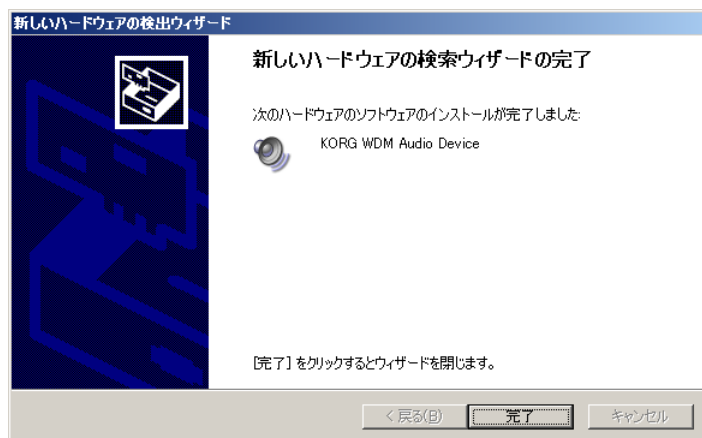 新しいハードウェアの検出ウィザード
新しいハードウェアの検索ウィザードの完了
次のハードウェアのソフトウェアのインストールが完了しました:
KORG WDM Audio Device
[完了] をクリックするとウィザードを閉じます。
< 戻る(B)
完了
キャンセル